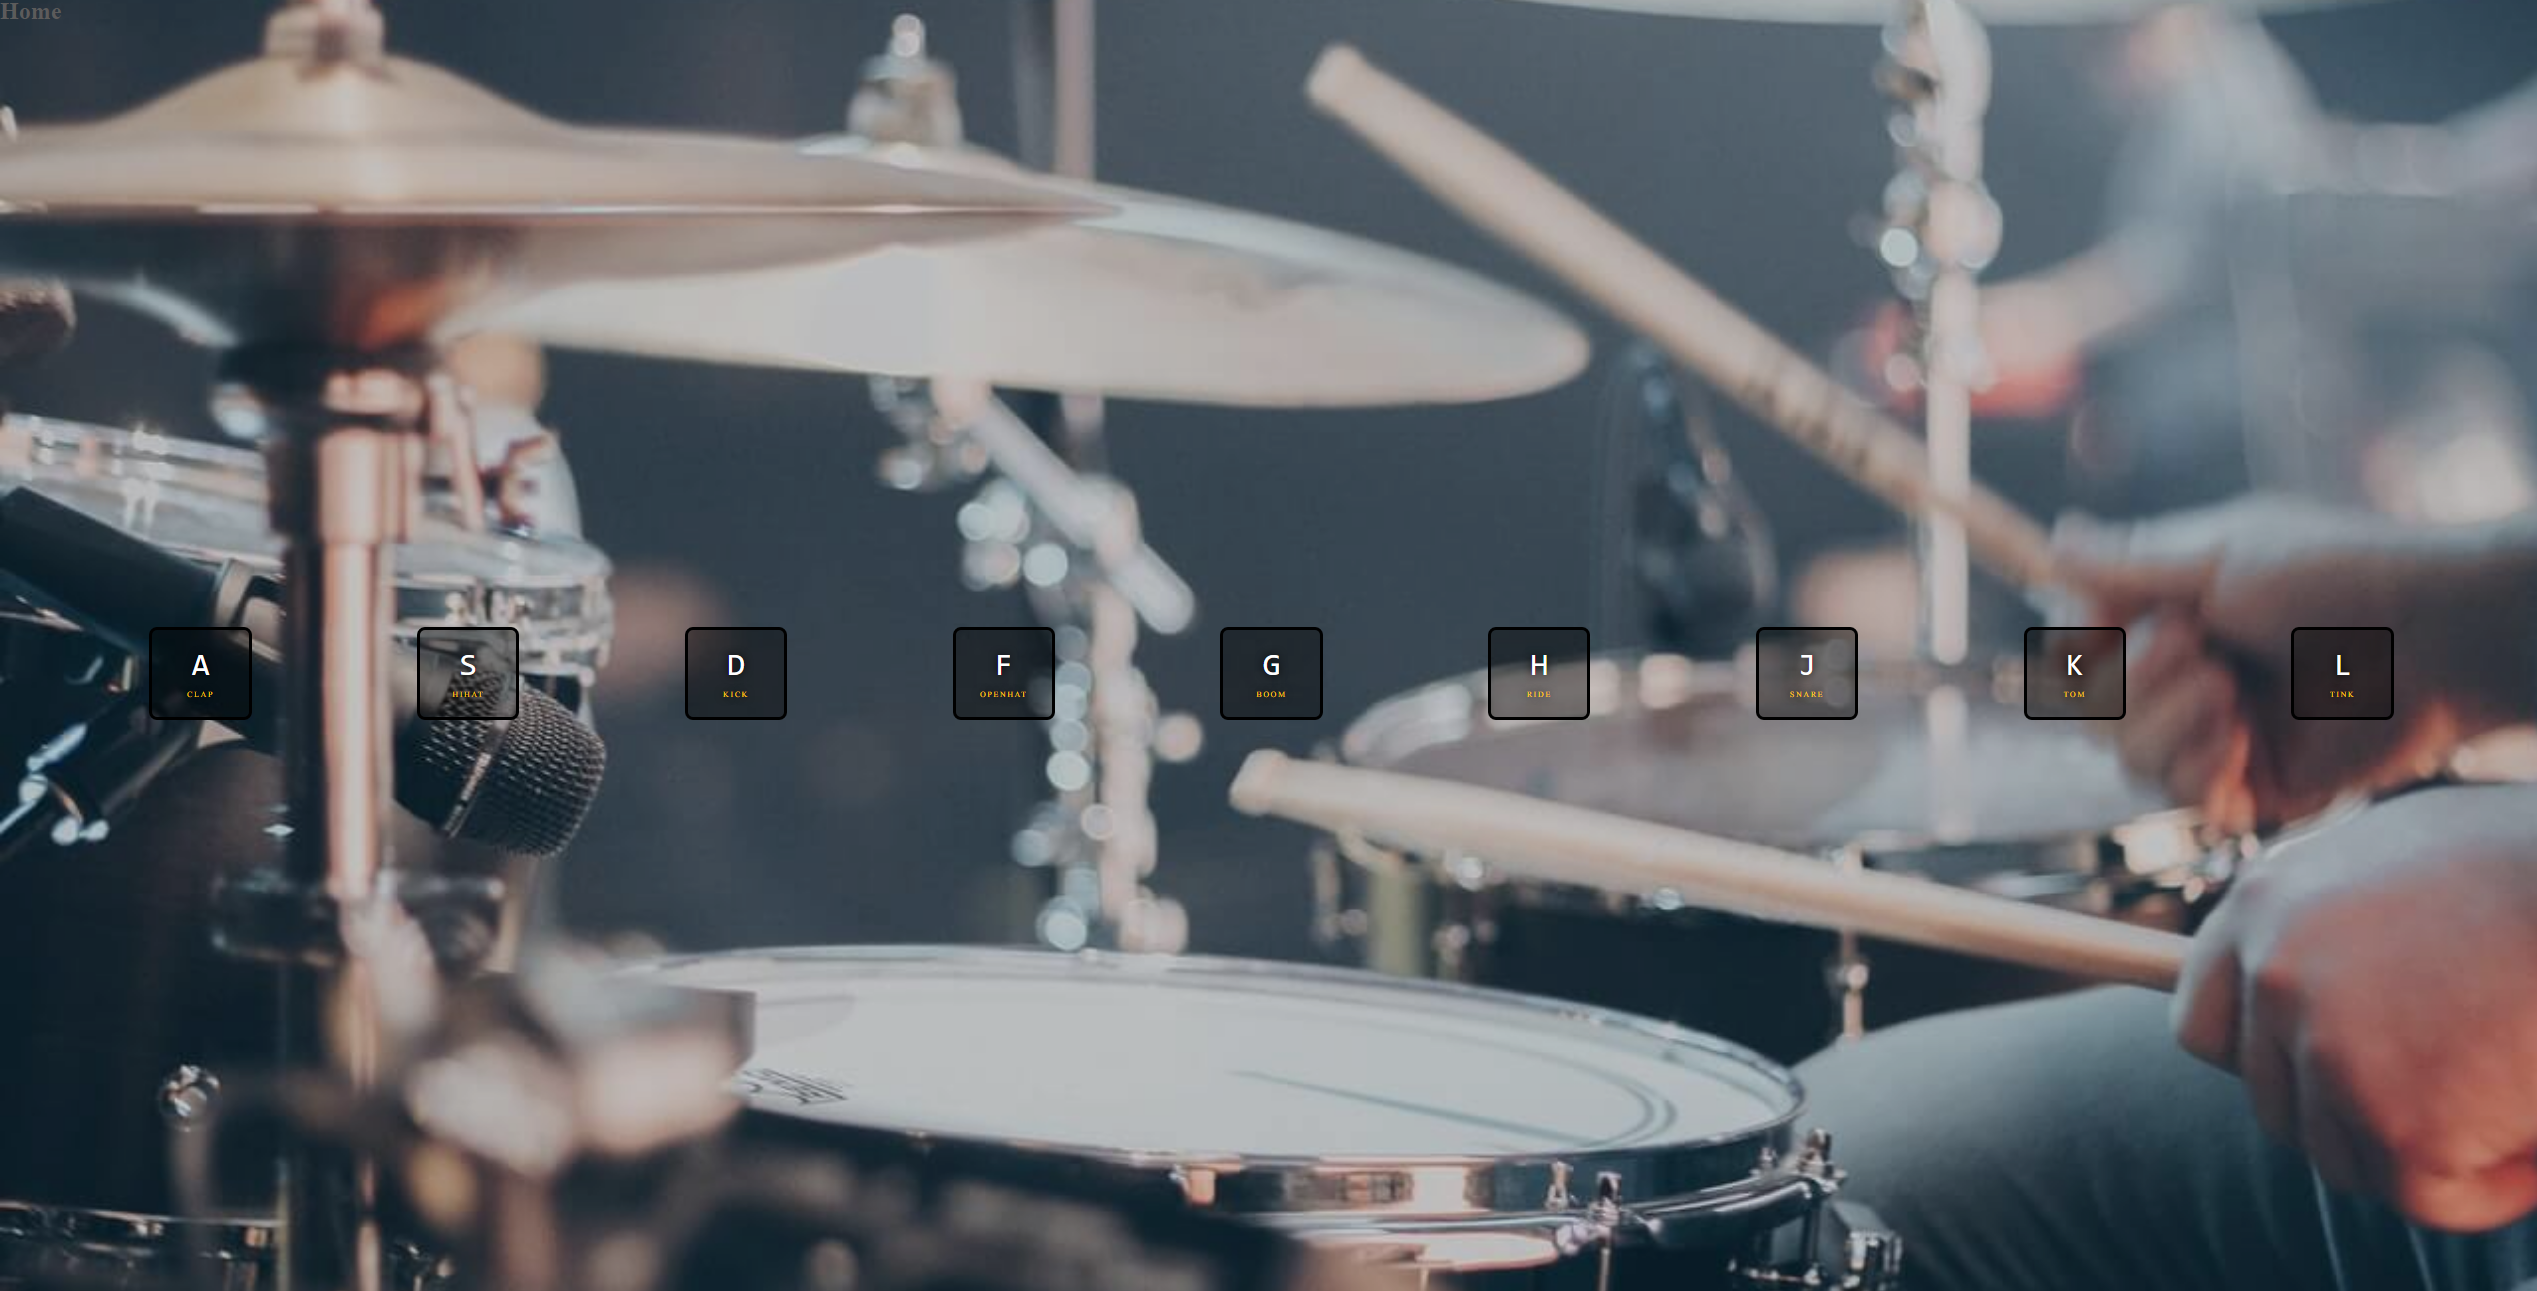 Home
A
CLAP
S
HIHAT
D
KICK
F
OPENHAT
G
BOOM
H
RIDE
J
SNARE
K
TOM
L
TINK